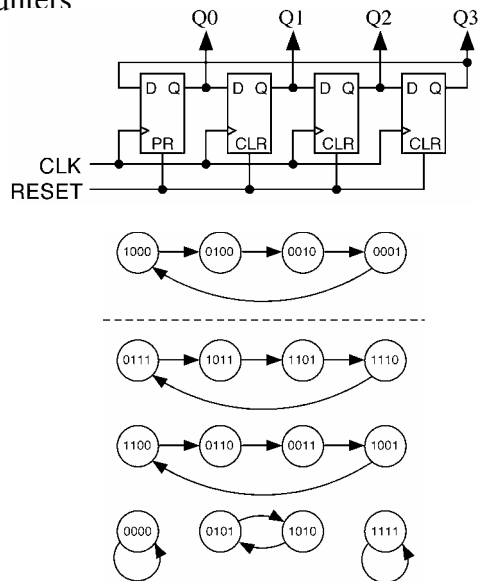 Q0 Q1 Q2 Q3
D Q D Q D Q D Q
PR CLR CLR CLR
CLK
RESET
1000 0100 0010 0001
0111 1011 1101 1110
1100 0110 0011 1001
0000 0101 1010 1111